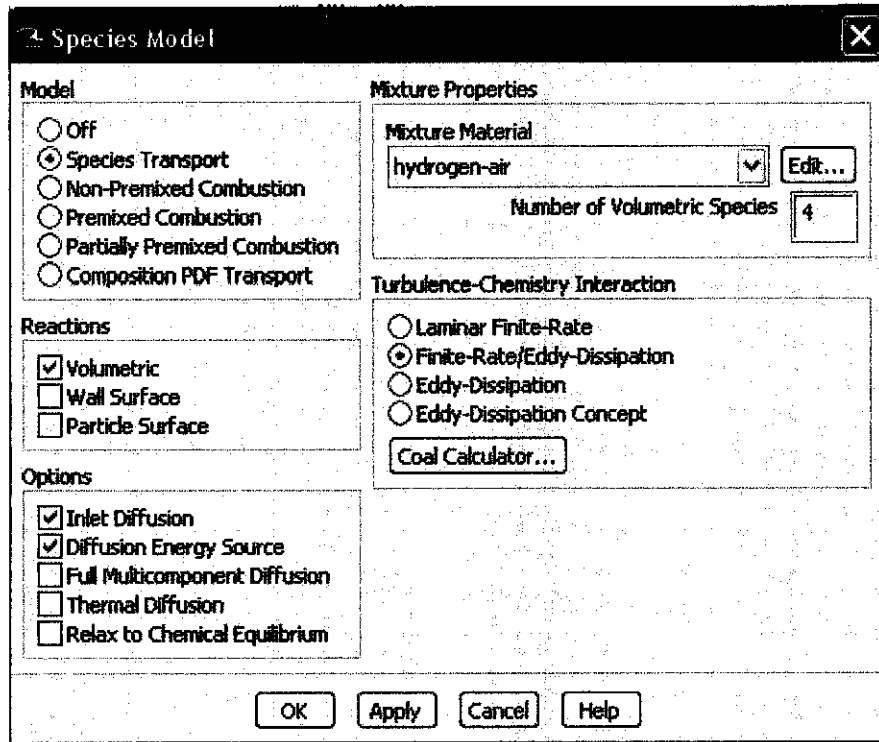 Species Model
Model
Off
Species Transport
Non-Premixed Combustion
Premixed Combustion
Partially Premixed Combustion
Composition PDF Transport
Reactions
Volumetric
Wall Surface
Particle Surface
Options
Inlet Diffusion
Diffusion Energy Source
Full Multicomponent Diffusion
Thermal Diffusion
Relax to Chemical Equilibrium
Mixture Properties
Mixture Material
hydrogen-air
Edit...
Number of Volumetric Species 4
Turbulence-Chemistry Interaction
Laminar Finite-Rate
Finite-Rate/Eddy-Dissipation
Eddy-Dissipation
Eddy-Dissipation Concept
Coal Calculator...
OK Apply Cancel Help